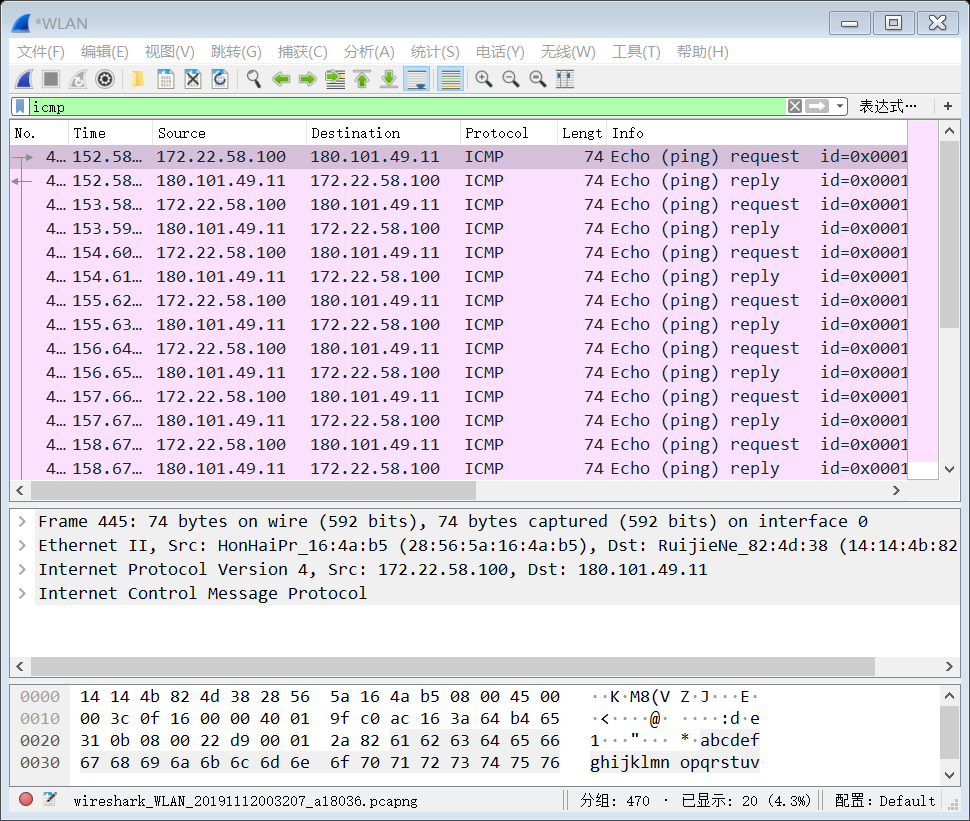 *WLAN
文件(F) 编辑(E) 视图(V) 跳转(G) 捕获(C) 分析(A) 统计(S) 电话(Y) 无线(W) 工具(T) 帮助(H)
icmp 表达式… +
No. Time Source Destination Protocol Lengt Info
4… 152.58… 172.22.58.100 180.101.49.11 ICMP 74 Echo (ping) request id=0x0001
4… 152.58… 180.101.49.11 172.22.58.100 ICMP 74 Echo (ping) reply id=0x0001
4… 153.58… 172.22.58.100 180.101.49.11 ICMP 74 Echo (ping) request id=0x0001
4… 153.59… 180.101.49.11 172.22.58.100 ICMP 74 Echo (ping) reply id=0x0001
4… 154.60… 172.22.58.100 180.101.49.11 ICMP 74 Echo (ping) request id=0x0001
4… 154.61… 180.101.49.11 172.22.58.100 ICMP 74 Echo (ping) reply id=0x0001
4… 155.62… 172.22.58.100 180.101.49.11 ICMP 74 Echo (ping) request id=0x0001
4… 155.63… 180.101.49.11 172.22.58.100 ICMP 74 Echo (ping) reply id=0x0001
4… 156.64… 172.22.58.100 180.101.49.11 ICMP 74 Echo (ping) request id=0x0001
4… 156.65… 180.101.49.11 172.22.58.100 ICMP 74 Echo (ping) reply id=0x0001
4… 157.66… 172.22.58.100 180.101.49.11 ICMP 74 Echo (ping) request id=0x0001
4… 157.67… 180.101.49.11 172.22.58.100 ICMP 74 Echo (ping) reply id=0x0001
4… 158.67… 172.22.58.100 180.101.49.11 ICMP 74 Echo (ping) request id=0x0001
4… 158.67… 180.101.49.11 172.22.58.100 ICMP 74 Echo (ping) reply id=0x0001
Frame 445: 74 bytes on wire (592 bits), 74 bytes captured (592 bits) on interface 0
Ethernet II, Src: HonHaiPr_16:4a:b5 (28:56:5a:16:4a:b5), Dst: RuijieNe_82:4d:38 (14:14:4b:82
Internet Protocol Version 4, Src: 172.22.58.100, Dst: 180.101.49.11
Internet Control Message Protocol
0000 14 14 4b 82 4d 38 28 56 5a 16 4a b5 08 00 45 00 ··K·M8(V Z·J···E·
0010 00 3c 0f 16 00 00 40 01 9f c0 ac 16 3a 64 b4 65 ·<····@· ····:d·e
0020 31 0b 08 00 22 d9 00 01 2a 82 61 62 63 64 65 66 1···"··· *·abcdef
0030 67 68 69 6a 6b 6c 6d 6e 6f 70 71 72 73 74 75 76 ghijklmn opqrstuv
wireshark_WLAN_20191112003207_a18036.pcapng 分组: 470 · 已显示: 20 (4.3%) 配置: Default